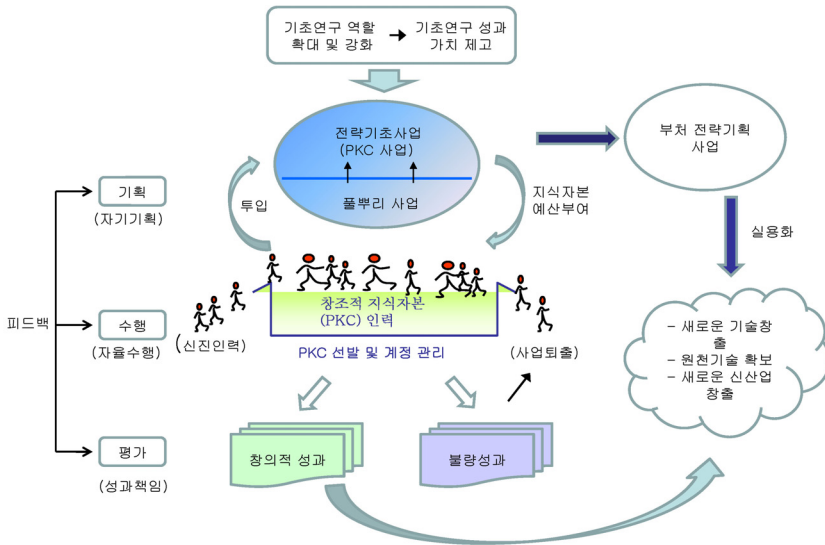 기초연구 역할
확대 및 강화
기초연구 성과
가치 제고
전략기초사업
(PKC 사업)
풀뿌리 사업
부처 전략기획
사업
투입
지식자본
예산부여
실용화
기획
(자기기획)
피드백
수행
(자율수행)
(신진인력)
창조적 지식자본
(PKC) 인력
PKC 선발 및 계정 관리
(사업퇴출)
– 새로운 기술창
출
– 원천기술 확보
– 새로운 신산업
창출
평가
(성과책임)
창의적 성과
불량성과